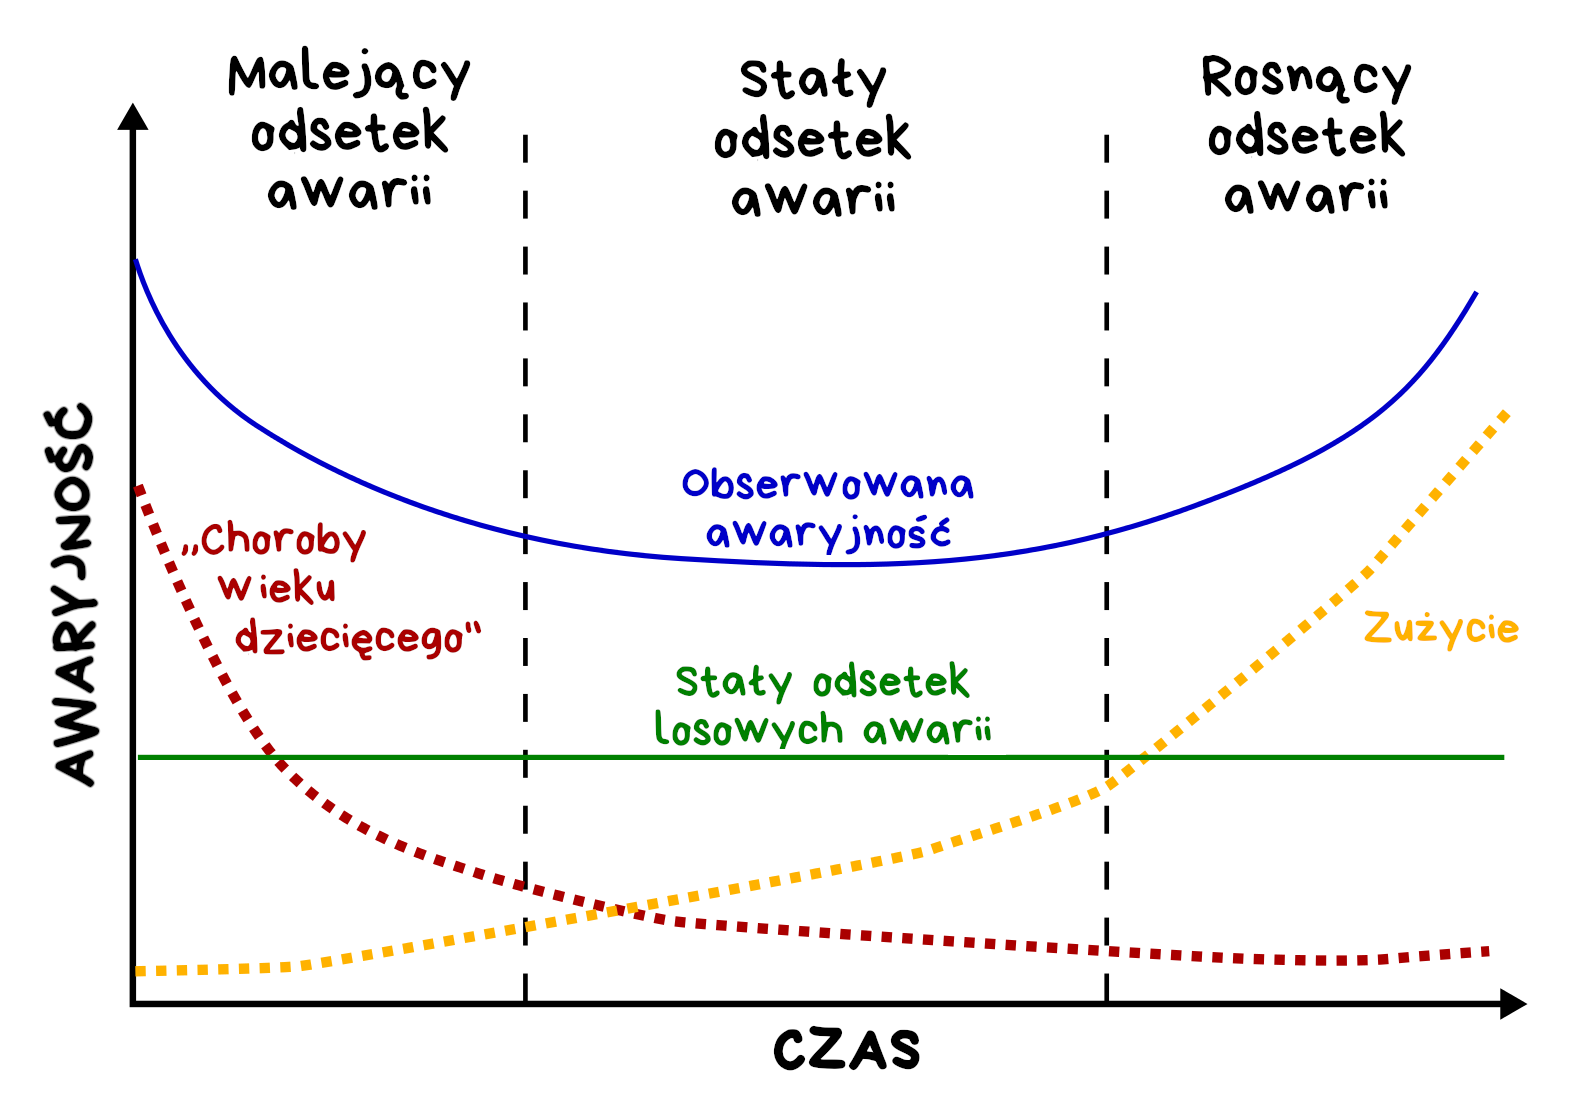 Malejący
odsetek
awarii
Stały
odsetek
awarii
Rosnący
odsetek
awarii
AWARYJNOŚĆ
Obserwowana
awaryjność
„Choroby
wieku
dziecięcego"
Zużycie
Stały odsetek
losowych awarii
CZAS